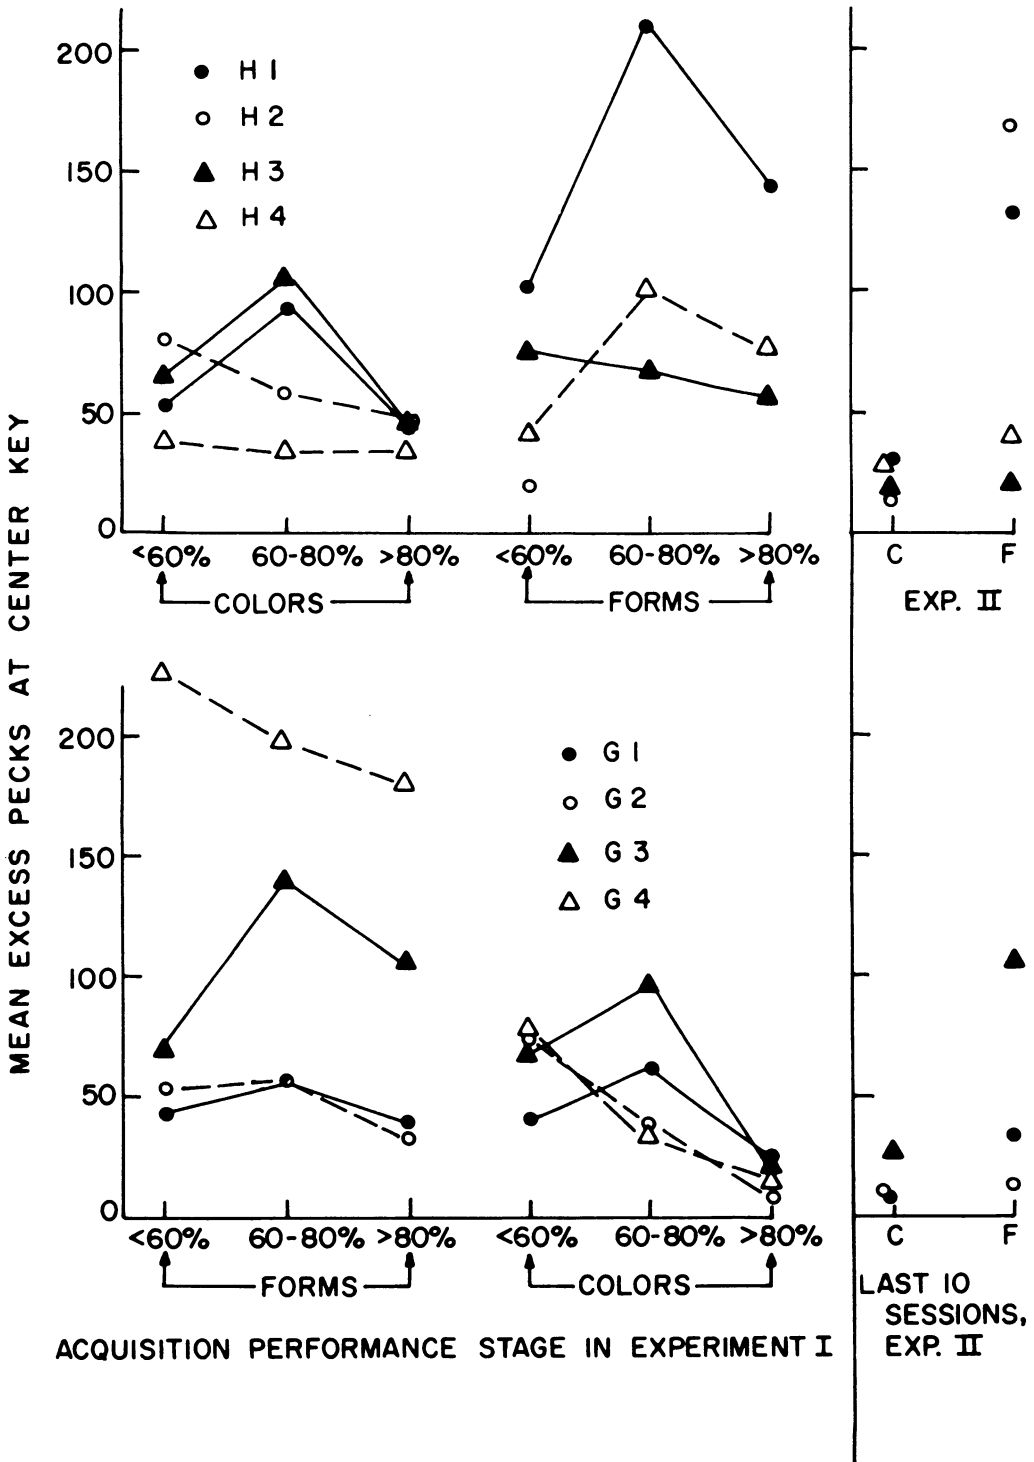 MEAN EXCESS PECKS AT CENTER KEY
200
150
100
50
0
H 1
H 2
H 3
H 4
<60% 60-80% >80% <60% 60-80% >80%
COLORS FORMS
C F
EXP. II
200
150
100
50
0
G 1
G 2
G 3
G 4
<60% 60-80% >80% <60% 60-80% >80%
FORMS COLORS
C F
LAST 10
SESSIONS,
EXP. II
ACQUISITION PERFORMANCE STAGE IN EXPERIMENT I